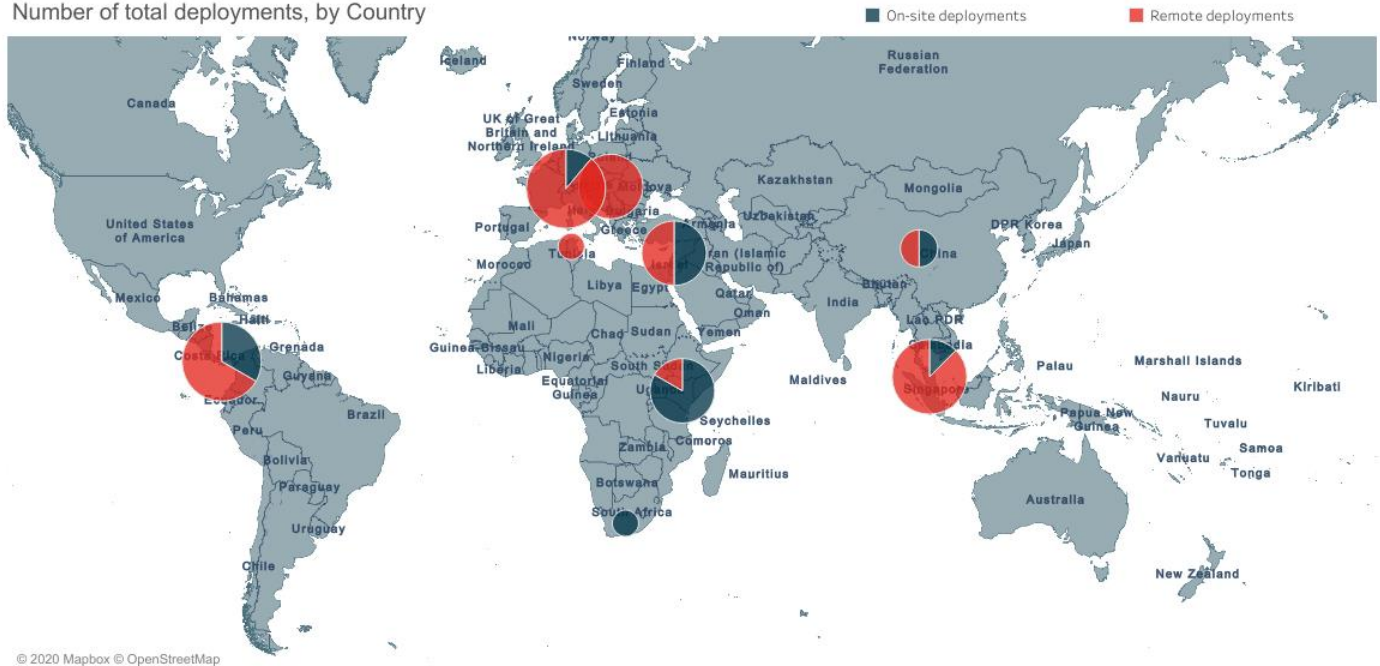 Number of total deployments, by Country
On-site deployments
Remote deployments
Norway
Iceland
Finland
Russian
Federation
Sweden
Canada
Estonia
UK of Great
Britain and
Northern Ireland
Lithuania
Kazakhstan
Mongolia
Moldova
United States
of America
Portugal
Bulgaria
Greece
Armenia
Uzbekistan
DPR Korea
Japan
Tunisia
Morocco
Israel
Iran (Islamic
Republic of)
China
Libya
Egypt
Bhutan
Mexico
Bahamas
Qatar
India
Oman
Haiti
Mali
Chad
Sudan
Yemen
Lao PDR
Cambodia
Costa Rica
Grenada
Guinea-Bissau
Liberia
Nigeria
South Sudan
Palau
Marshall Islands
Guyana
Equatorial
Guinea
Maldives
Singapore
Kiribati
Ecuador
Nauru
Brazil
Seychelles
Papua New
Guinea
Tuvalu
Peru
Comoros
Zambia
Samoa
Bolivia
Vanuatu
Tonga
Mauritius
Paraguay
Botswana
Australia
South Africa
Uruguay
Chile
New Zealand
© 2020 Mapbox © OpenStreetMap